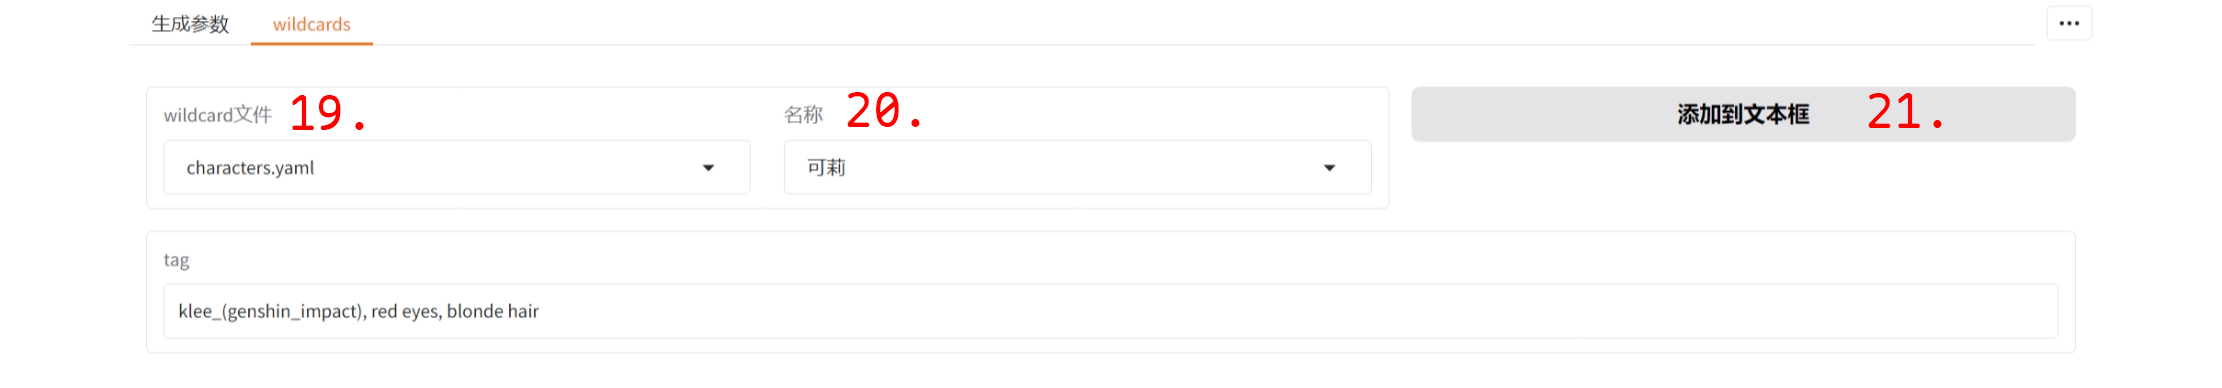 生成参数 wildcards ...
wildcard文件 19. 名称 20. 添加到文本框 21.
characters.yaml 可莉
tag
klee_(genshin_impact), red eyes, blonde hair